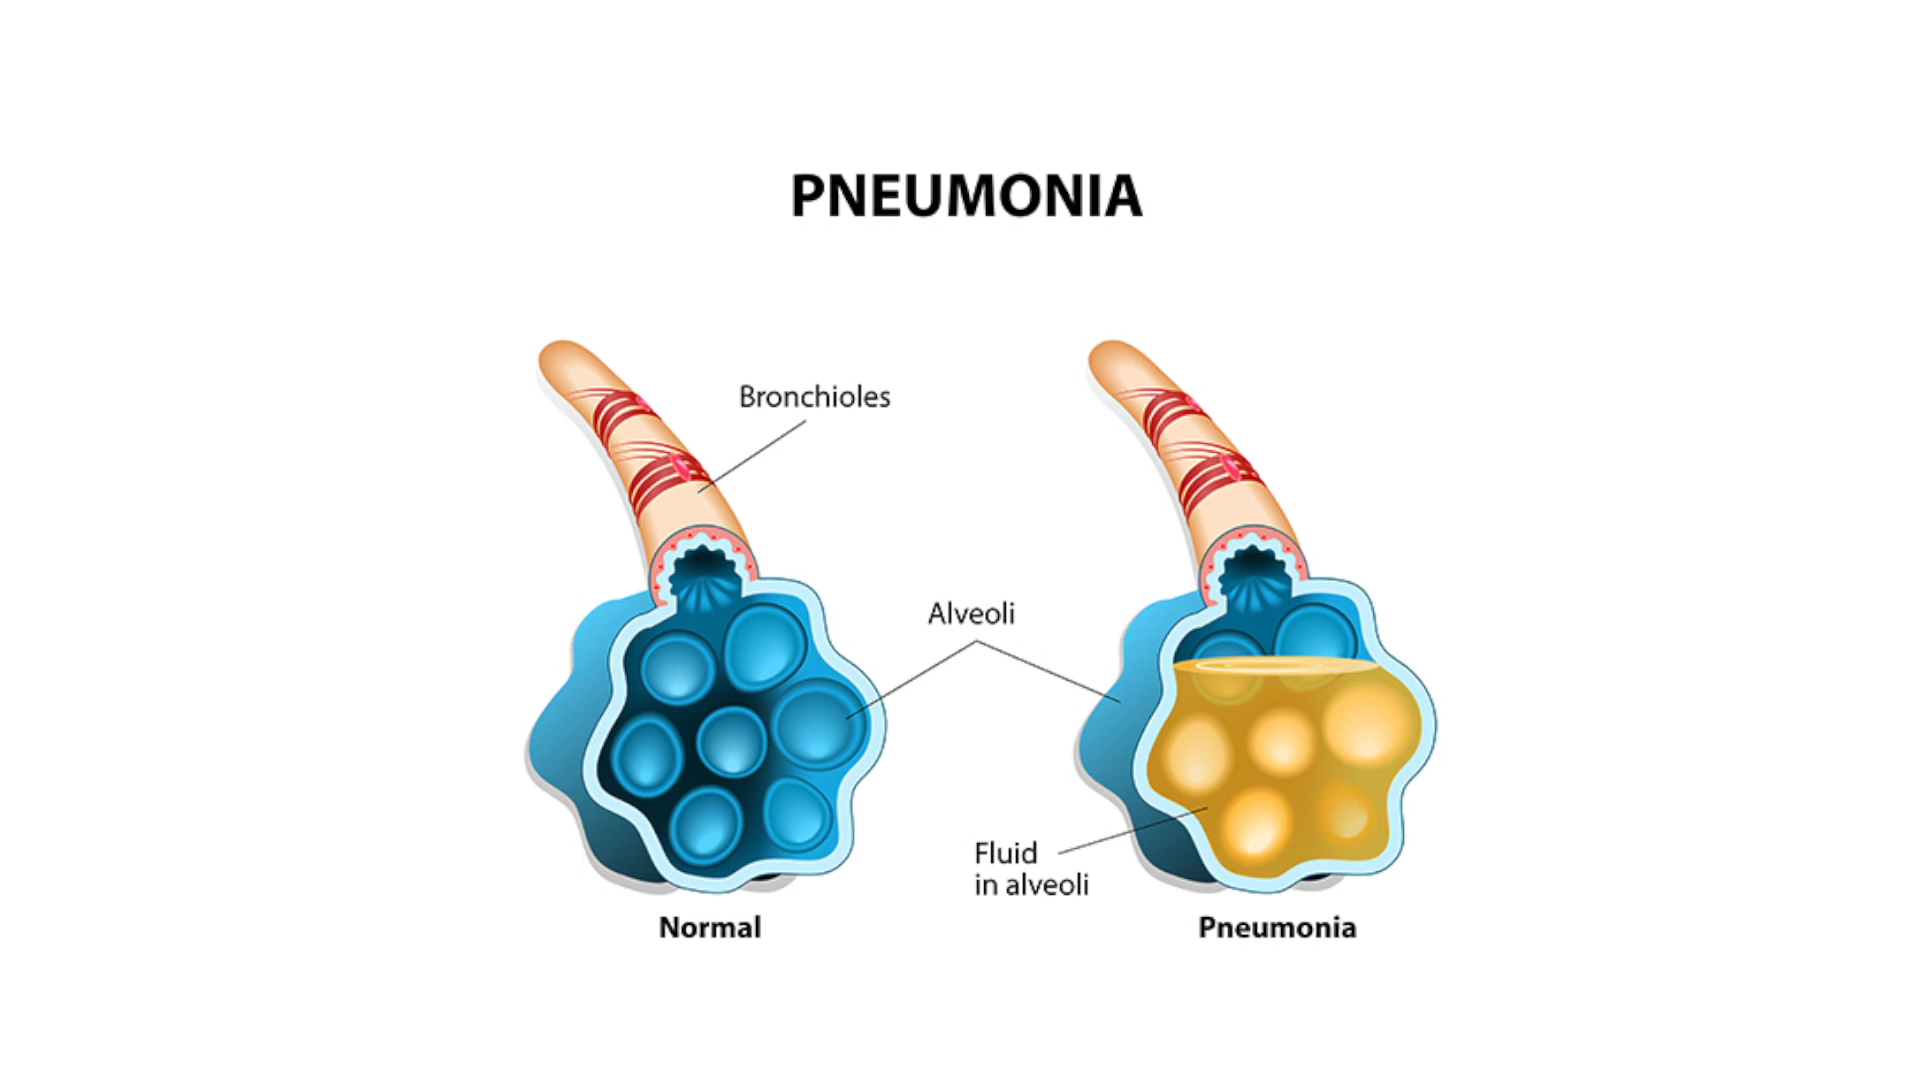 PNEUMONIA
Bronchioles
Alveoli
Fluid
in alveoli
Normal
Pneumonia